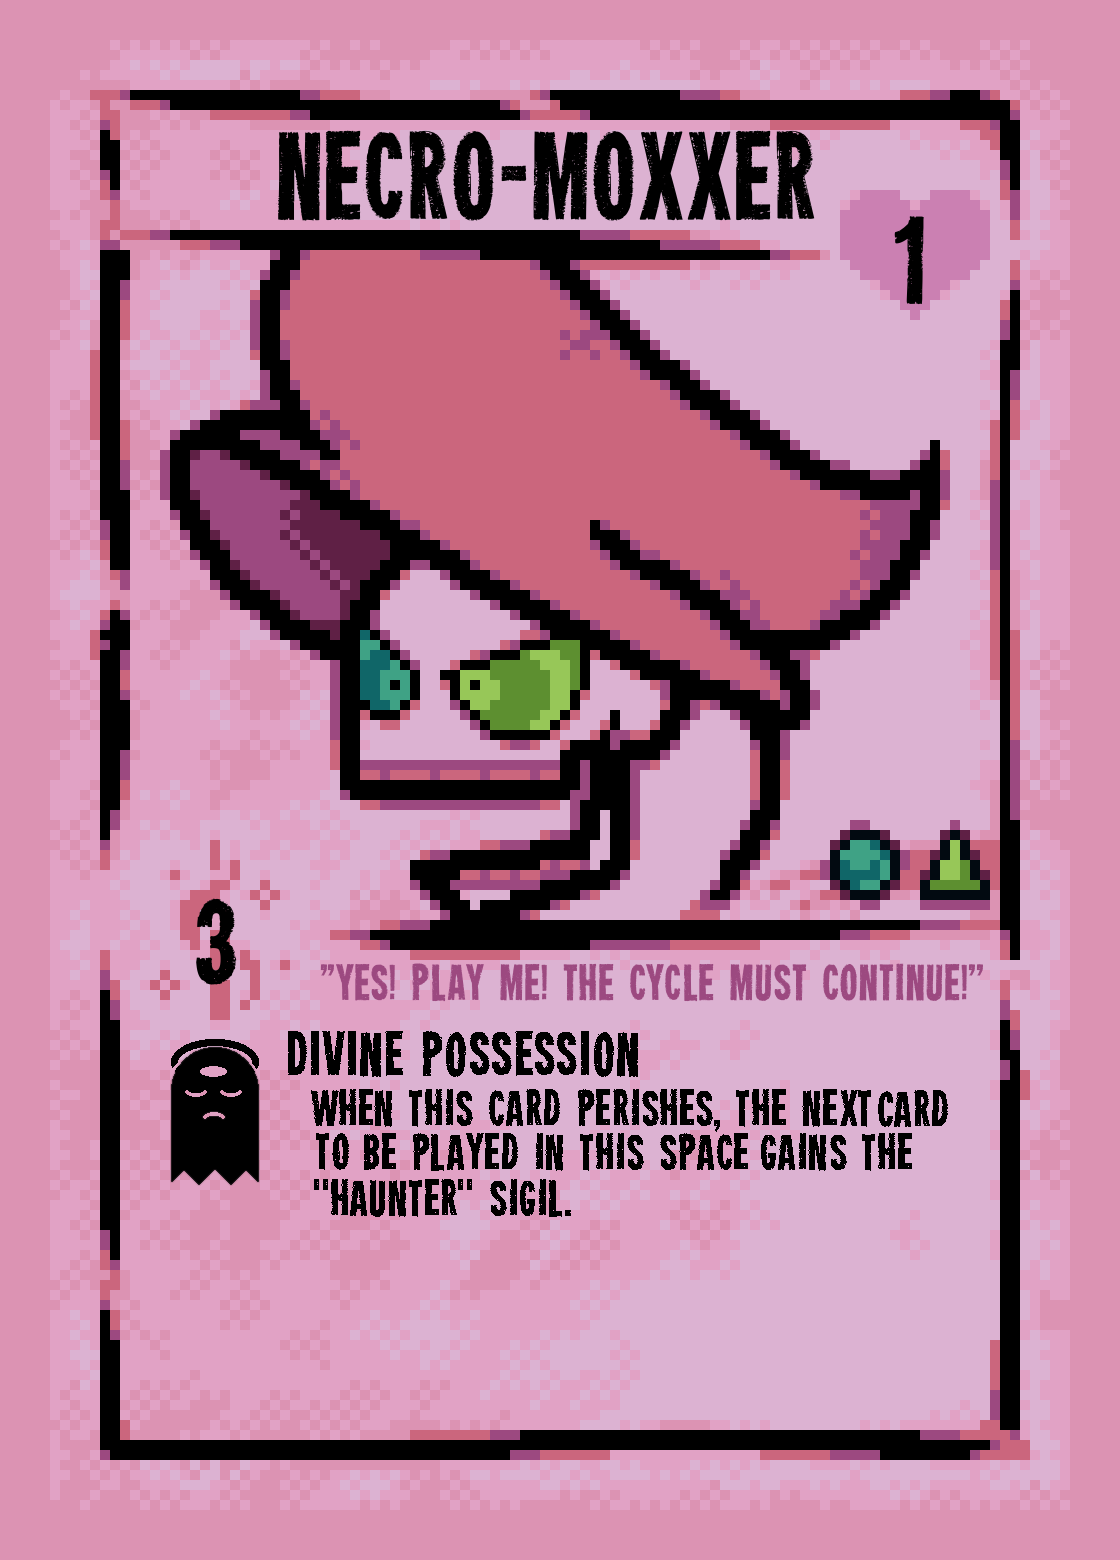 NECRO-MOXXER
1
3
"YES! PLAY ME! THE CYCLE MUST CONTINUE!"
DIVINE POSSESSION
WHEN THIS CARD PERISHES, THE NEXT CARD
TO BE PLAYED IN THIS SPACE GAINS THE
"HAUNTER" SIGIL.